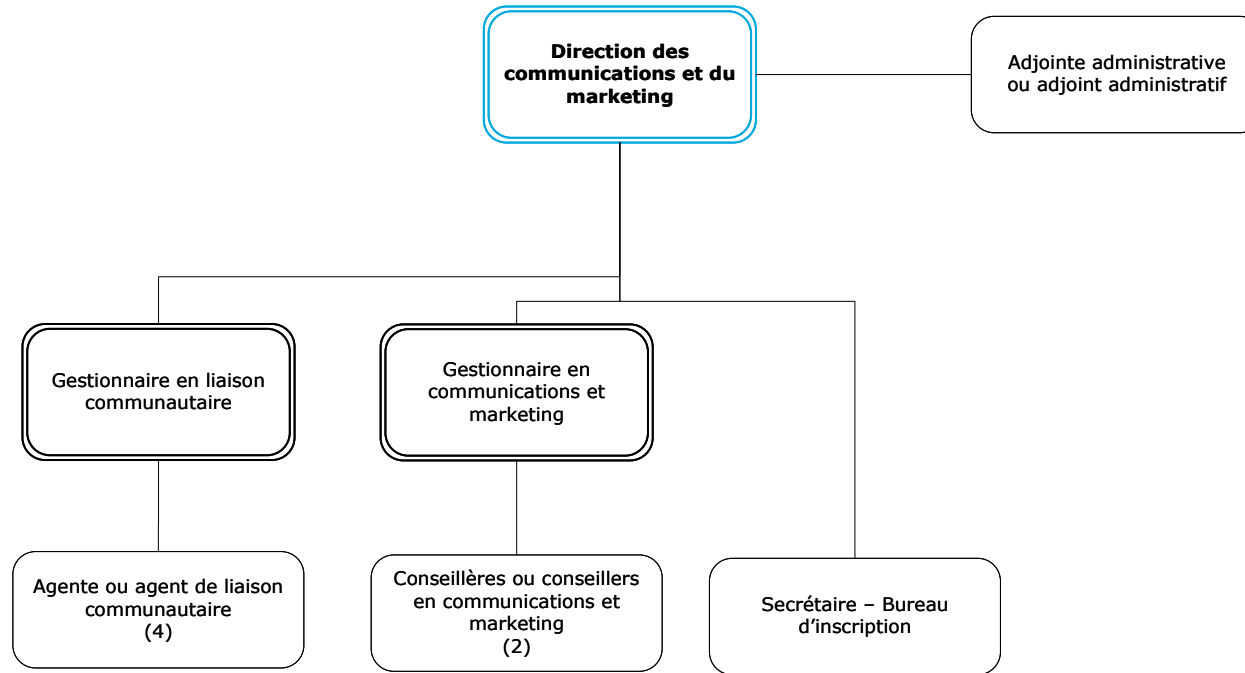 Direction des
communications et du
marketing
Adjointe administrative
ou adjoint administratif
Gestionnaire en liaison
communautaire
Gestionnaire en
communications et
marketing
Agente ou agent de liaison
communautaire
(4)
Conseillères ou conseillers
en communications et
marketing
(2)
Secrétaire – Bureau
d’inscription